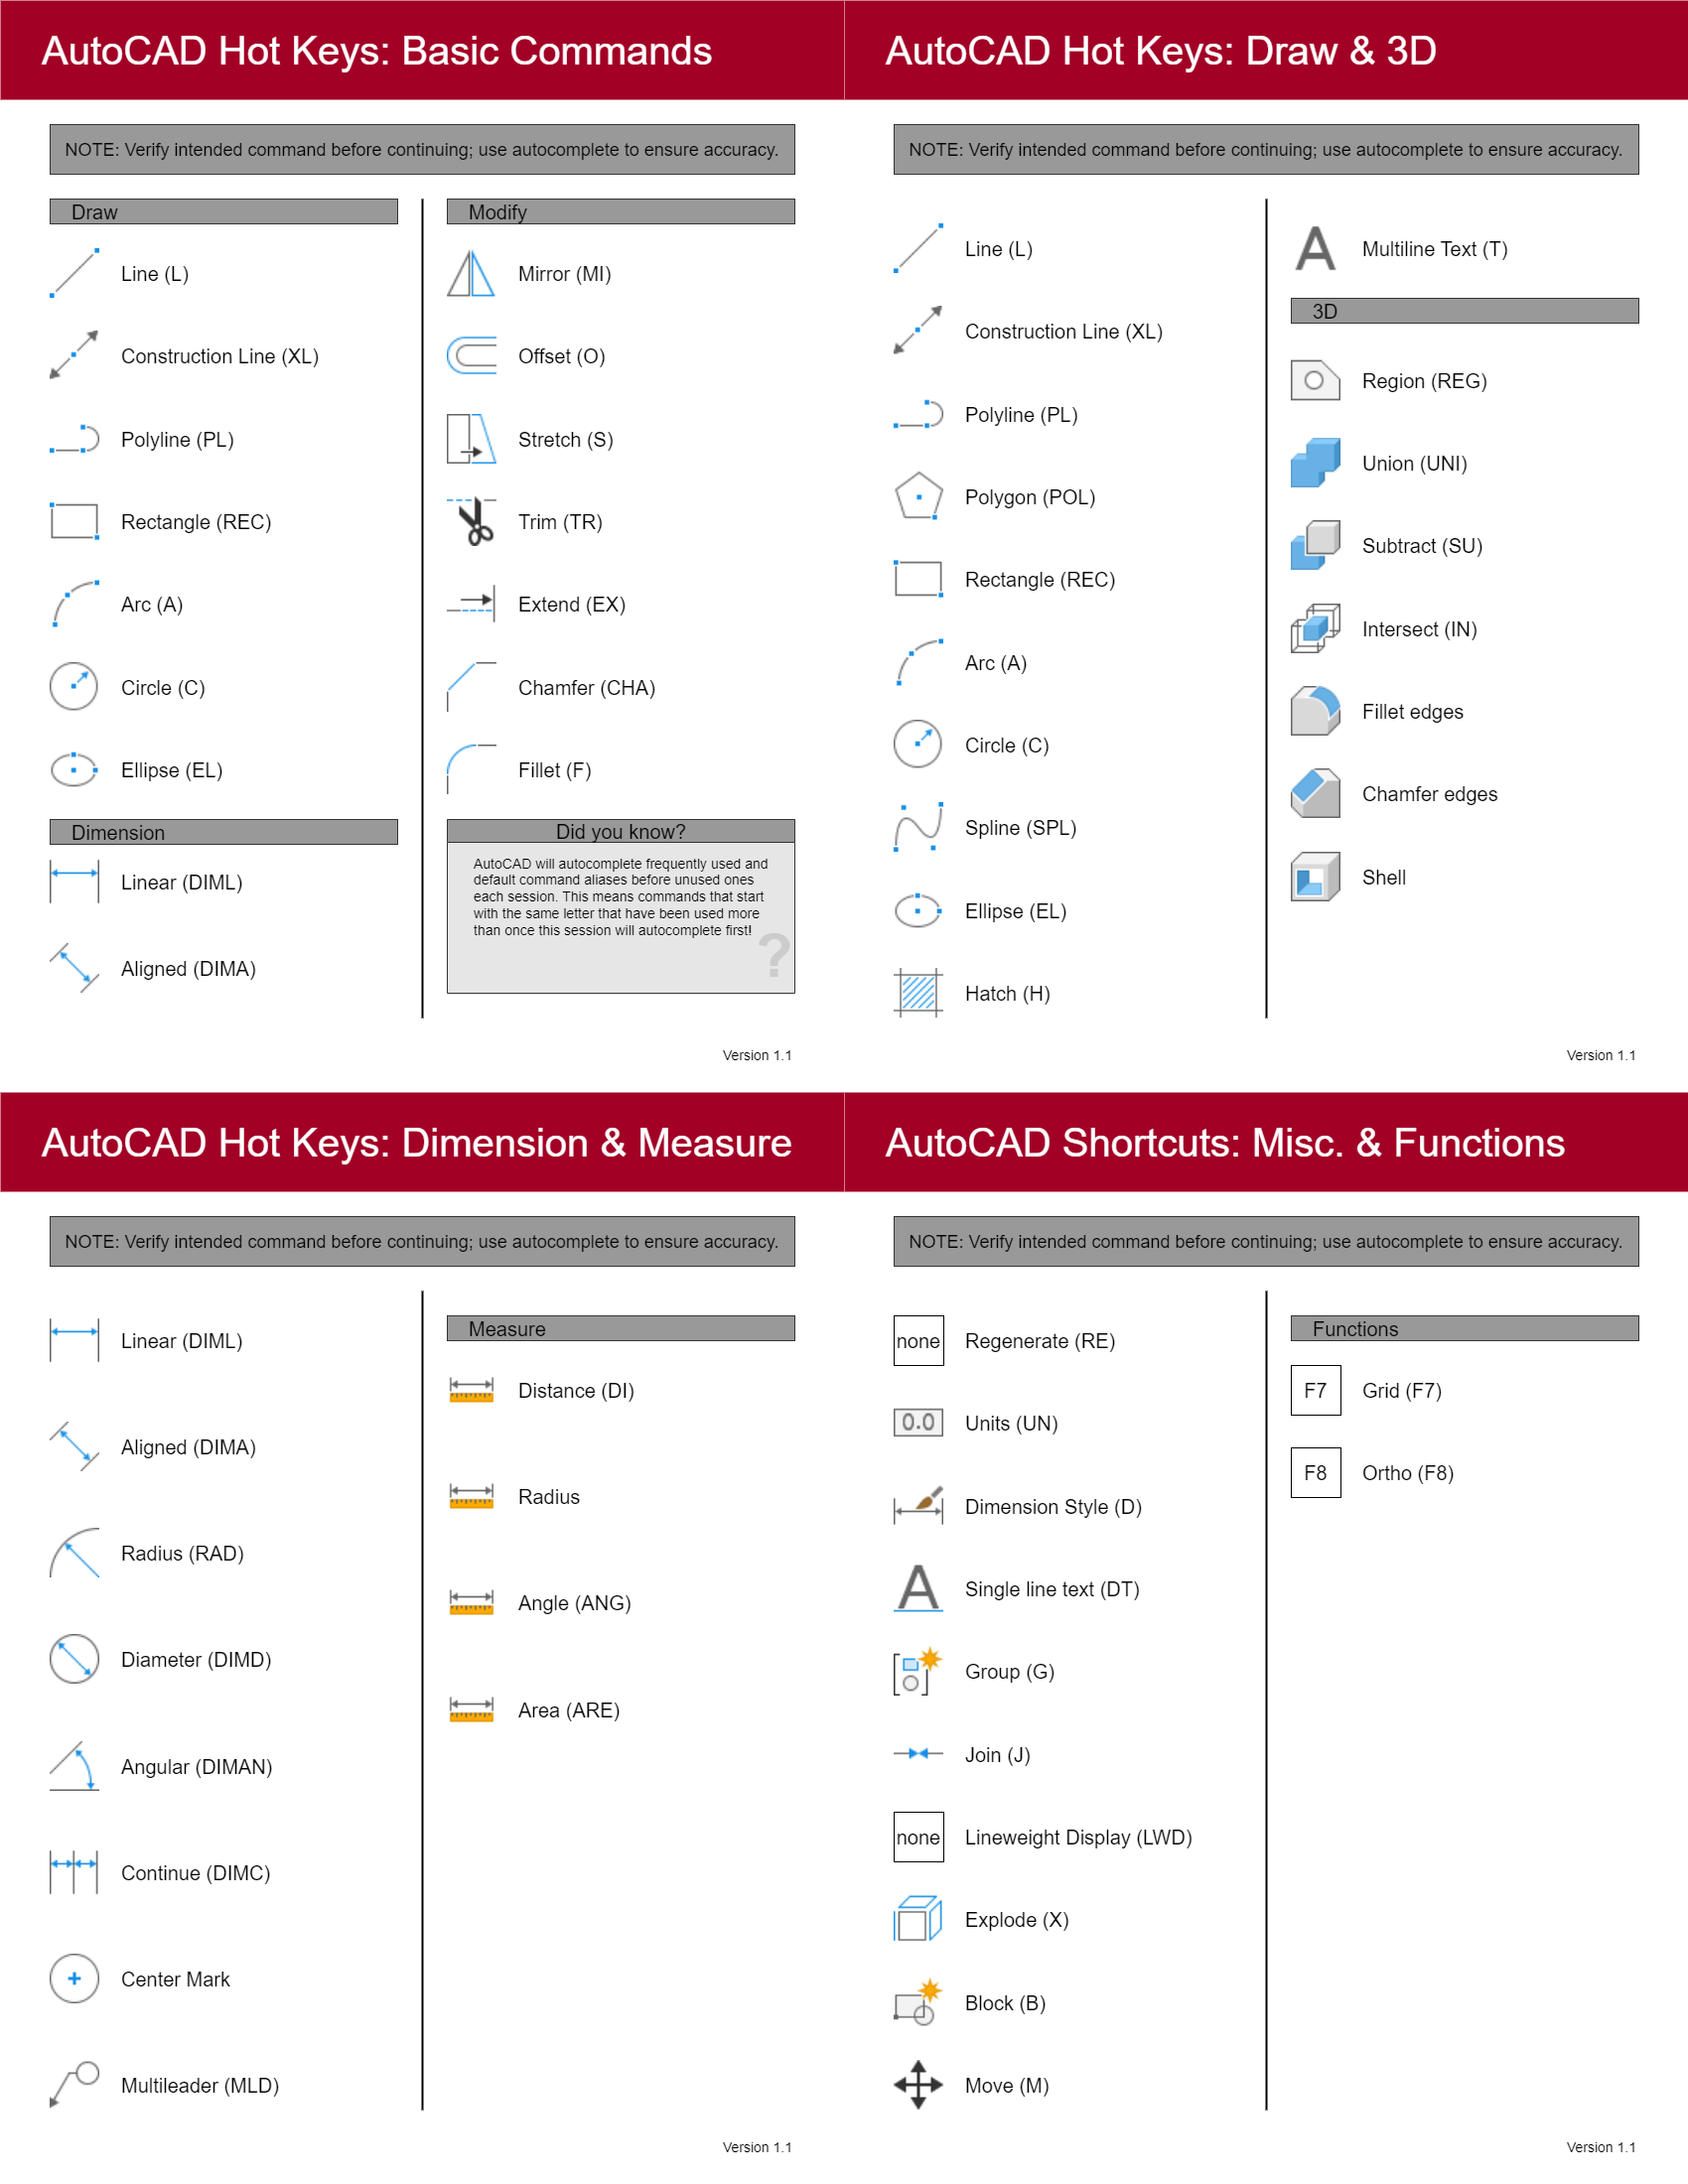 AutoCAD Hot Keys: Basic Commands
NOTE: Verify intended command before continuing; use autocomplete to ensure accuracy.
Draw
Line (L)
Construction Line (XL)
Polyline (PL)
Rectangle (REC)
Arc (A)
Circle (C)
Ellipse (EL)
Dimension
Linear (DIML)
Aligned (DIMA)
Modify
Mirror (MI)
Offset (O)
Stretch (S)
Trim (TR)
Extend (EX)
Chamfer (CHA)
Fillet (F)
Did you know?
AutoCAD will autocomplete frequently used and
default command aliases before unused ones
each session. This means commands that start
with the same letter that have been used more
than once this session will autocomplete first!
?
Version 1.1
AutoCAD Hot Keys: Draw & 3D
NOTE: Verify intended command before continuing; use autocomplete to ensure accuracy.
Line (L)
Construction Line (XL)
Polyline (PL)
Polygon (POL)
Rectangle (REC)
Arc (A)
Circle (C)
Spline (SPL)
Ellipse (EL)
Hatch (H)
A Multiline Text (T)
3D
Region (REG)
Union (UNI)
Subtract (SU)
Intersect (IN)
Fillet edges
Chamfer edges
Shell
Version 1.1
AutoCAD Hot Keys: Dimension & Measure
NOTE: Verify intended command before continuing; use autocomplete to ensure accuracy.
Linear (DIML)
Aligned (DIMA)
Radius (RAD)
Diameter (DIMD)
Angular (DIMAN)
Continue (DIMC)
Center Mark
Multileader (MLD)
Measure
Distance (DI)
Radius
Angle (ANG)
Area (ARE)
Version 1.1
AutoCAD Shortcuts: Misc. & Functions
NOTE: Verify intended command before continuing; use autocomplete to ensure accuracy.
none Regenerate (RE)
0.0 Units (UN)
Dimension Style (D)
A Single line text (DT)
Group (G)
Join (J)
none Lineweight Display (LWD)
Explode (X)
Block (B)
Move (M)
Functions
F7 Grid (F7)
F8 Ortho (F8)
Version 1.1